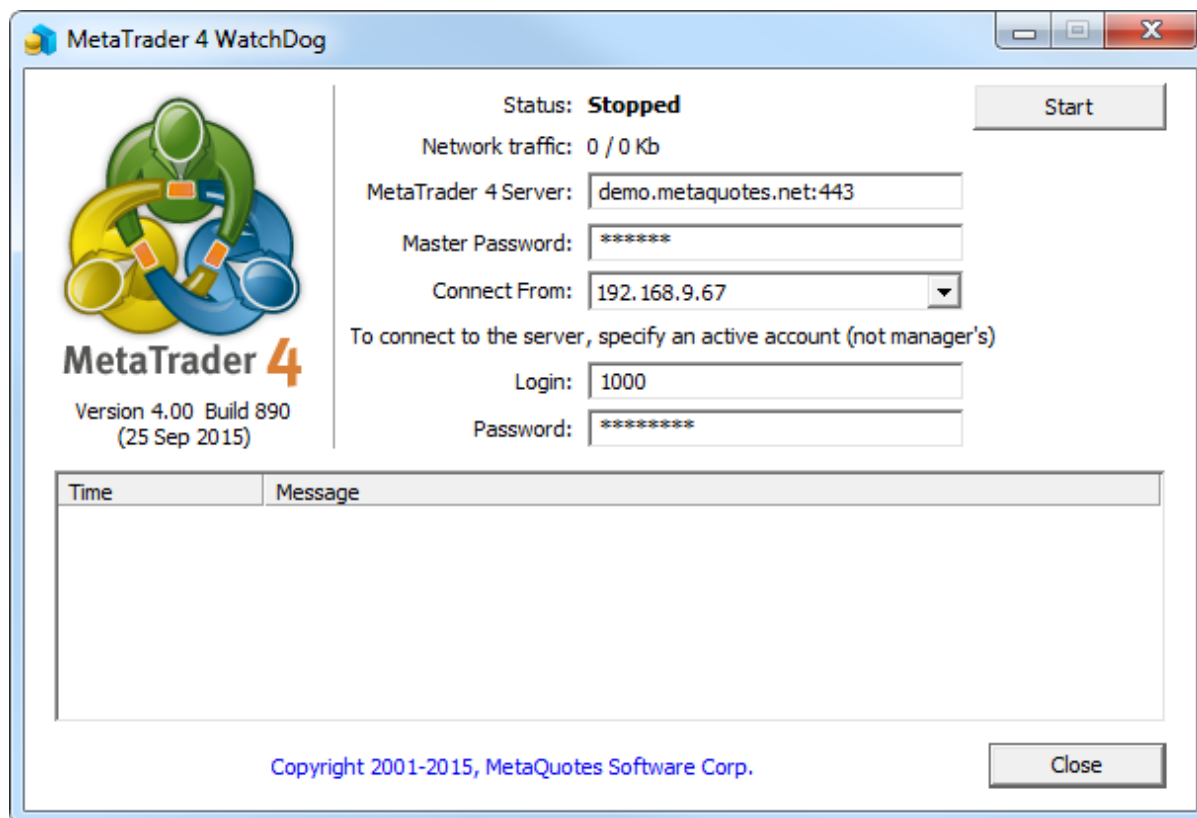 MetaTrader 4 WatchDog
Status: Stopped
Start
Network traffic: 0 / 0 Kb
MetaTrader 4 Server: demo.metaquotes.net:443
Master Password: ******
Connect From: 192.168.9.67
To connect to the server, specify an active account (not manager's)
Login: 1000
Password: ********
MetaTrader 4
Version 4.00 Build 890
(25 Sep 2015)
Time Message
Copyright 2001-2015, MetaQuotes Software Corp.
Close